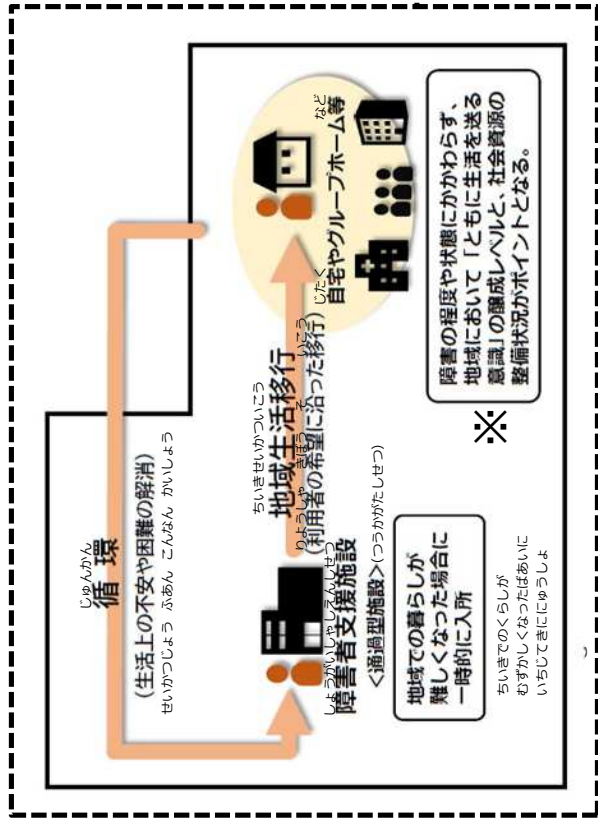 じゅんかん
循 環
(生活上の不安や困難の解消)
せいかつじょう ふあん こんなん かいしょう
ちいきせいかついこう
地域生活移行
りようしゃ きぼう そ いこう
(利用者の希望に沿った移行)
しょうがいしゃしえんしせつ
障害者支援施設
<通過型施設>(つうかがたしせつ)
地域での暮らしが
難しくなった場合に
一時的に入所
ちいきでのくらしが
むずかしくなったばあいに
いちじてきににゅうしょ
じたく など
自宅やグループホーム等
※
障害の程度や状態にかかわらず、
地域において「ともに生活を送る
意識」の醸成レベルと、社会資源の
整備状況がポイントとなる。